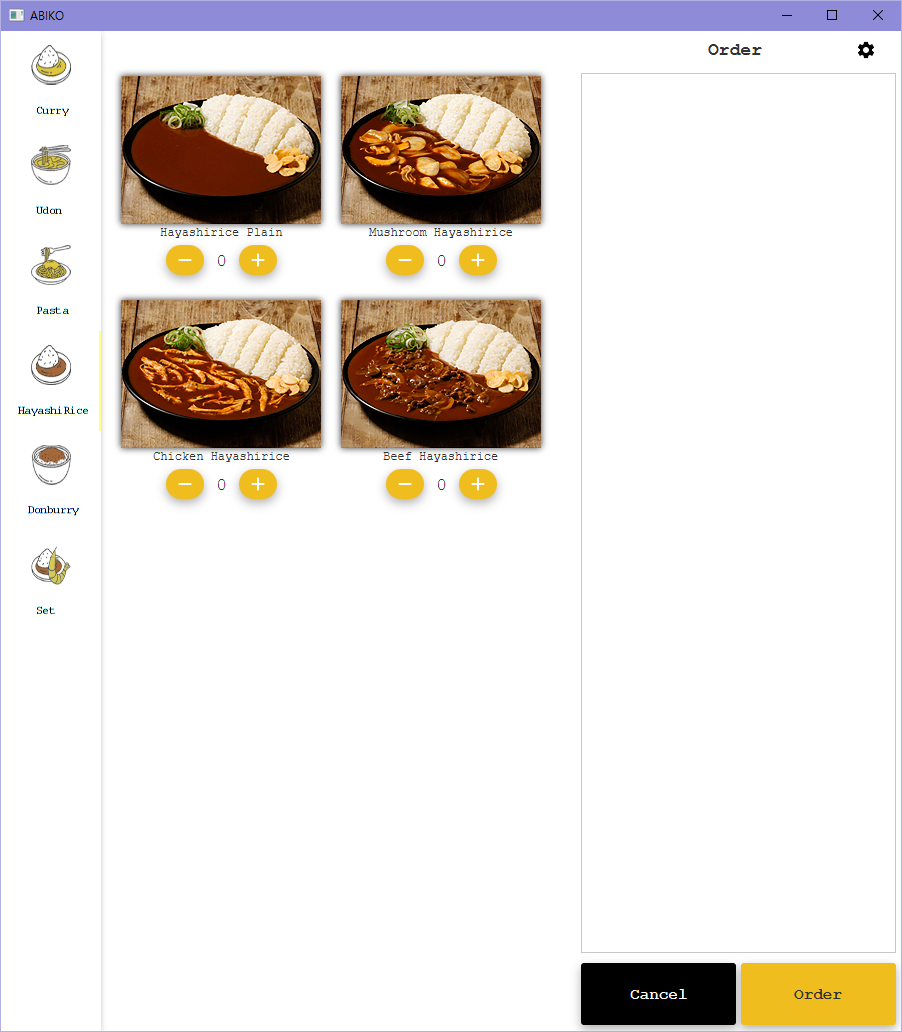 ABIKO
Curry
Udon
Pasta
HayashiRice
Donburry
Set
Hayashirice Plain
0
Mushroom Hayashirice
0
Chicken Hayashirice
0
Beef Hayashirice
0
Order
Cancel
Order